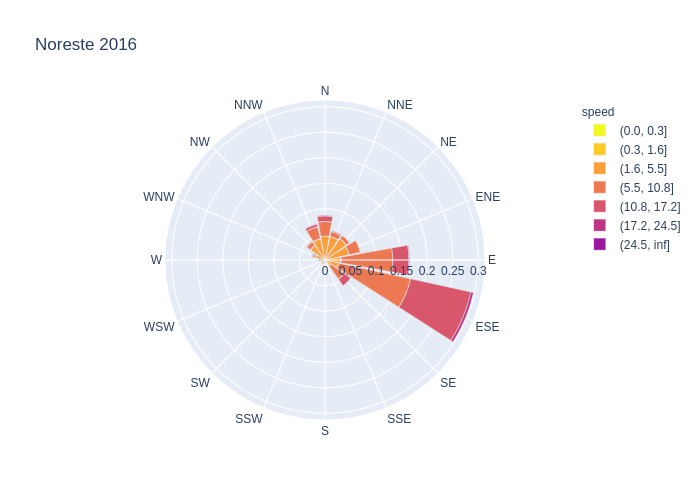 Noreste 2016
N
NNW
NNE
NW
NE
WNW
ENE
W
E
0 0.05 0.1 0.15 0.2 0.25 0.3
WSW
ESE
SW
SE
SSW
SSE
S
speed
(0.0, 0.3]
(0.3, 1.6]
(1.6, 5.5]
(5.5, 10.8]
(10.8, 17.2]
(17.2, 24.5]
(24.5, inf]